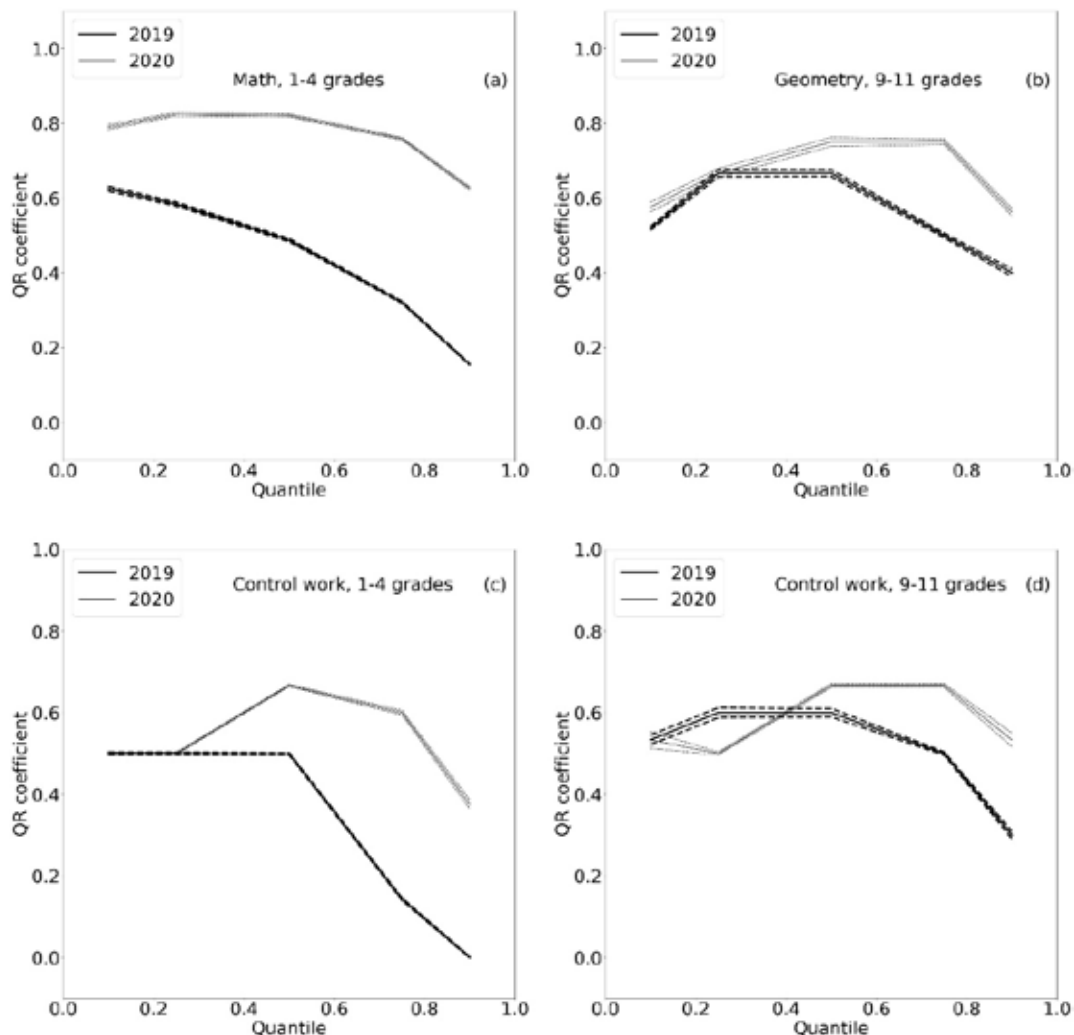 2019
2020
Math, 1-4 grades (a)
QR coefficient
1.0
0.8
0.6
0.4
0.2
0.0
0.0 0.2 0.4 0.6 0.8 1.0
Quantile
2019
2020
Geometry, 9-11 grades (b)
QR coefficient
1.0
0.8
0.6
0.4
0.2
0.0
0.0 0.2 0.4 0.6 0.8 1.0
Quantile
2019
2020
Control work, 1-4 grades (c)
QR coefficient
1.0
0.8
0.6
0.4
0.2
0.0
0.0 0.2 0.4 0.6 0.8 1.0
Quantile
2019
2020
Control work, 9-11 grades (d)
QR coefficient
1.0
0.8
0.6
0.4
0.2
0.0
0.0 0.2 0.4 0.6 0.8 1.0
Quantile